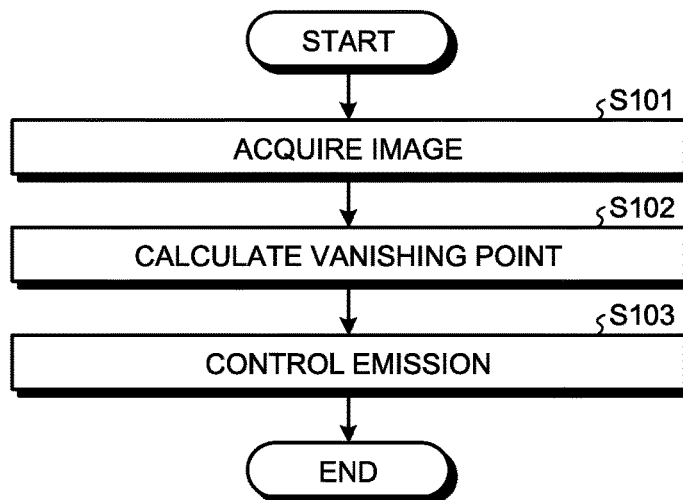 START
S101
ACQUIRE IMAGE
S102
CALCULATE VANISHING POINT
S103
CONTROL EMISSION
END